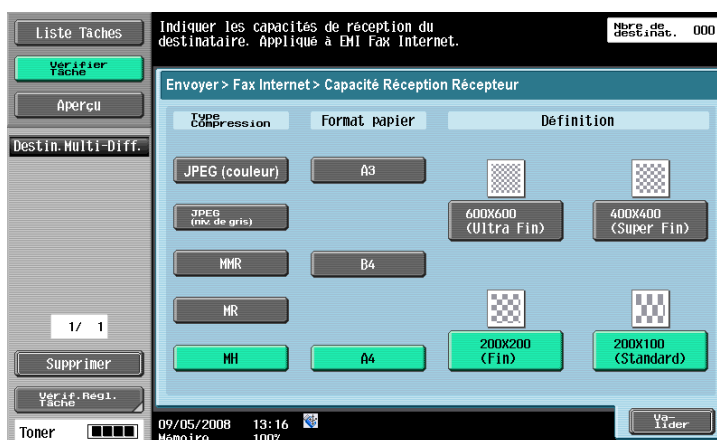 Liste Tâches
Vérifier
Tâche
Aperçu
Destin.Multi-Diff.
1/ 1
Supprimer
Vérif.Régl.
Tâche
Toner
Indiquer les capacités de réception du
destinataire. Appliqué à EMI Fax Internet.
Nbre de
destinat. 000
Envoyer > Fax Internet > Capacité Réception Récepteur
Type
Compression
Format papier
Définition
JPEG (couleur)
A3
JPEG
(niv. de gris)
600X600
(Ultra Fin)
400X400
(Super Fin)
MMR
B4
MR
MH
A4
200X200
(Fin)
200X100
(Standard)
09/05/2008 13:16
Mémoire 100%
Va-
lider